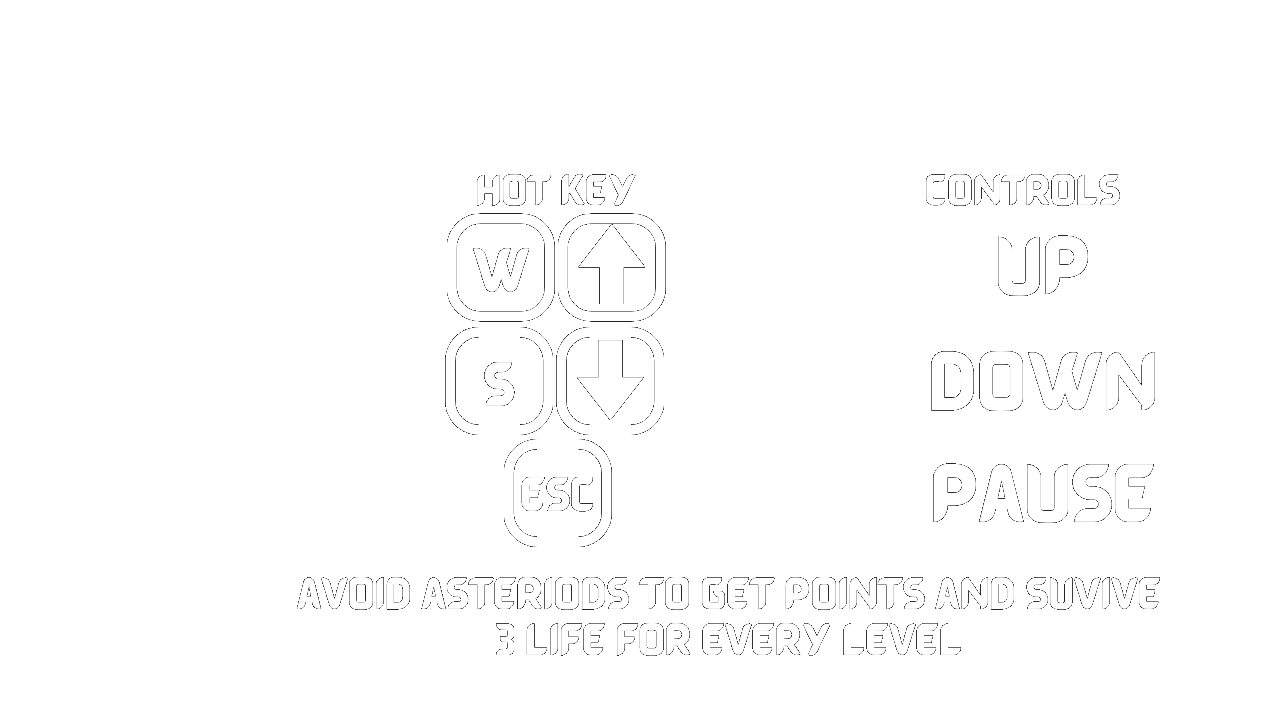 HOT KEY CONTROLS
W UP
S DOWN
ESC PAUSE
AVOID ASTERIODS TO GET POINTS AND SUVIVE
3 LIFE FOR EVERY LEVEL